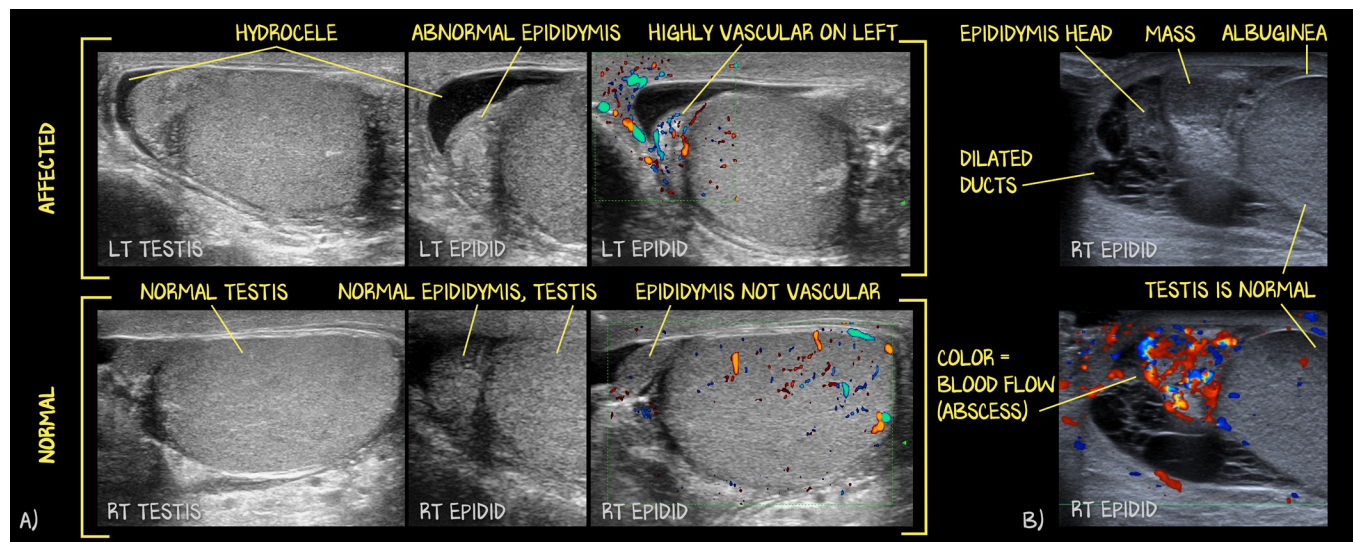 HYDROCELE
ABNORMAL EPIDIDYMIS
HIGHLY VASCULAR ON LEFT
AFFECTED
LT TESTIS
LT EPIDID
LT EPIDID
NORMAL TESTIS
NORMAL EPIDIDYMIS, TESTIS
EPIDIDYMIS NOT VASCULAR
NORMAL
RT TESTIS
RT EPIDID
RT EPIDID
A)
EPIDIDYMIS HEAD
MASS
ALBUGINEA
DILATED
DUCTS
RT EPIDID
TESTIS IS NORMAL
COLOR =
BLOOD FLOW
(ABSCESS)
RT EPIDID
B)